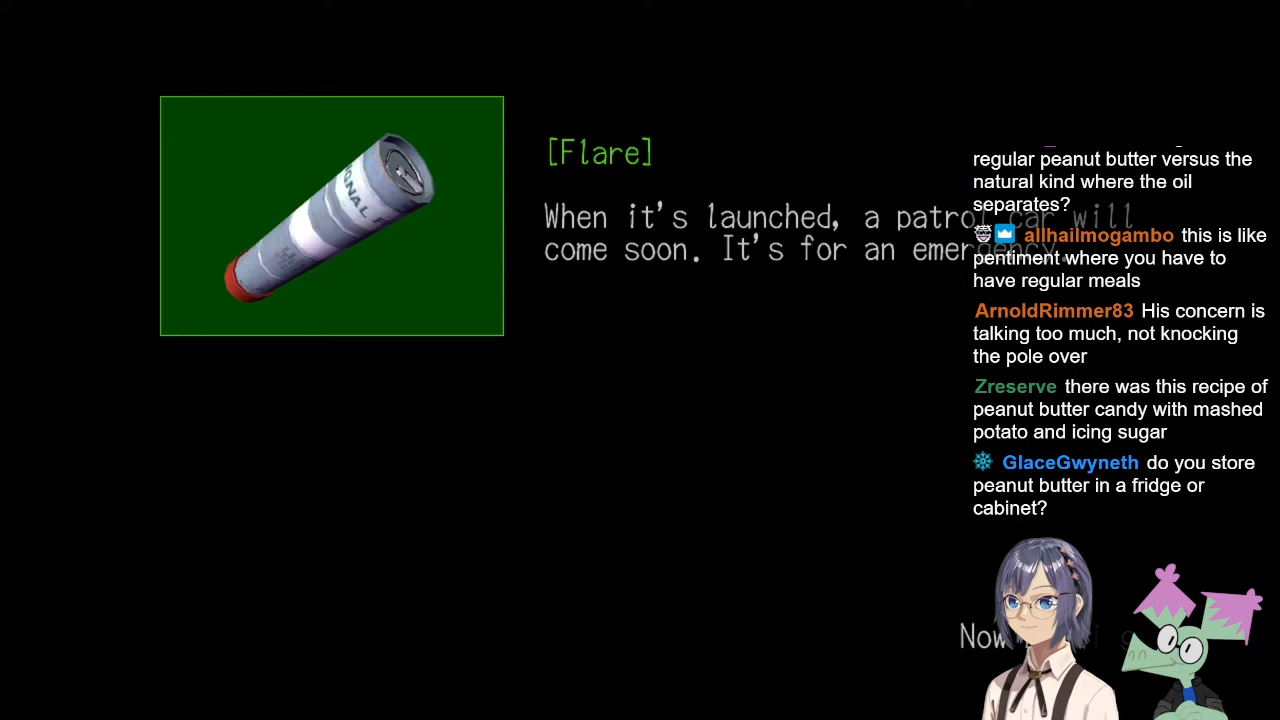 [Flare]
When it's launched, a patrol car will
come soon. It's for an emergency.
regular peanut butter versus the
natural kind where the oil
separates?
allhailmogambo this is like
pentiment where you have to
have regular meals
ArnoldRimmer83 His concern is
talking too much, not knocking
the pole over
Zreserve there was this recipe of
peanut butter candy with mashed
potato and icing sugar
GlaceGwyneth do you store
peanut butter in a fridge or
cabinet?
Now